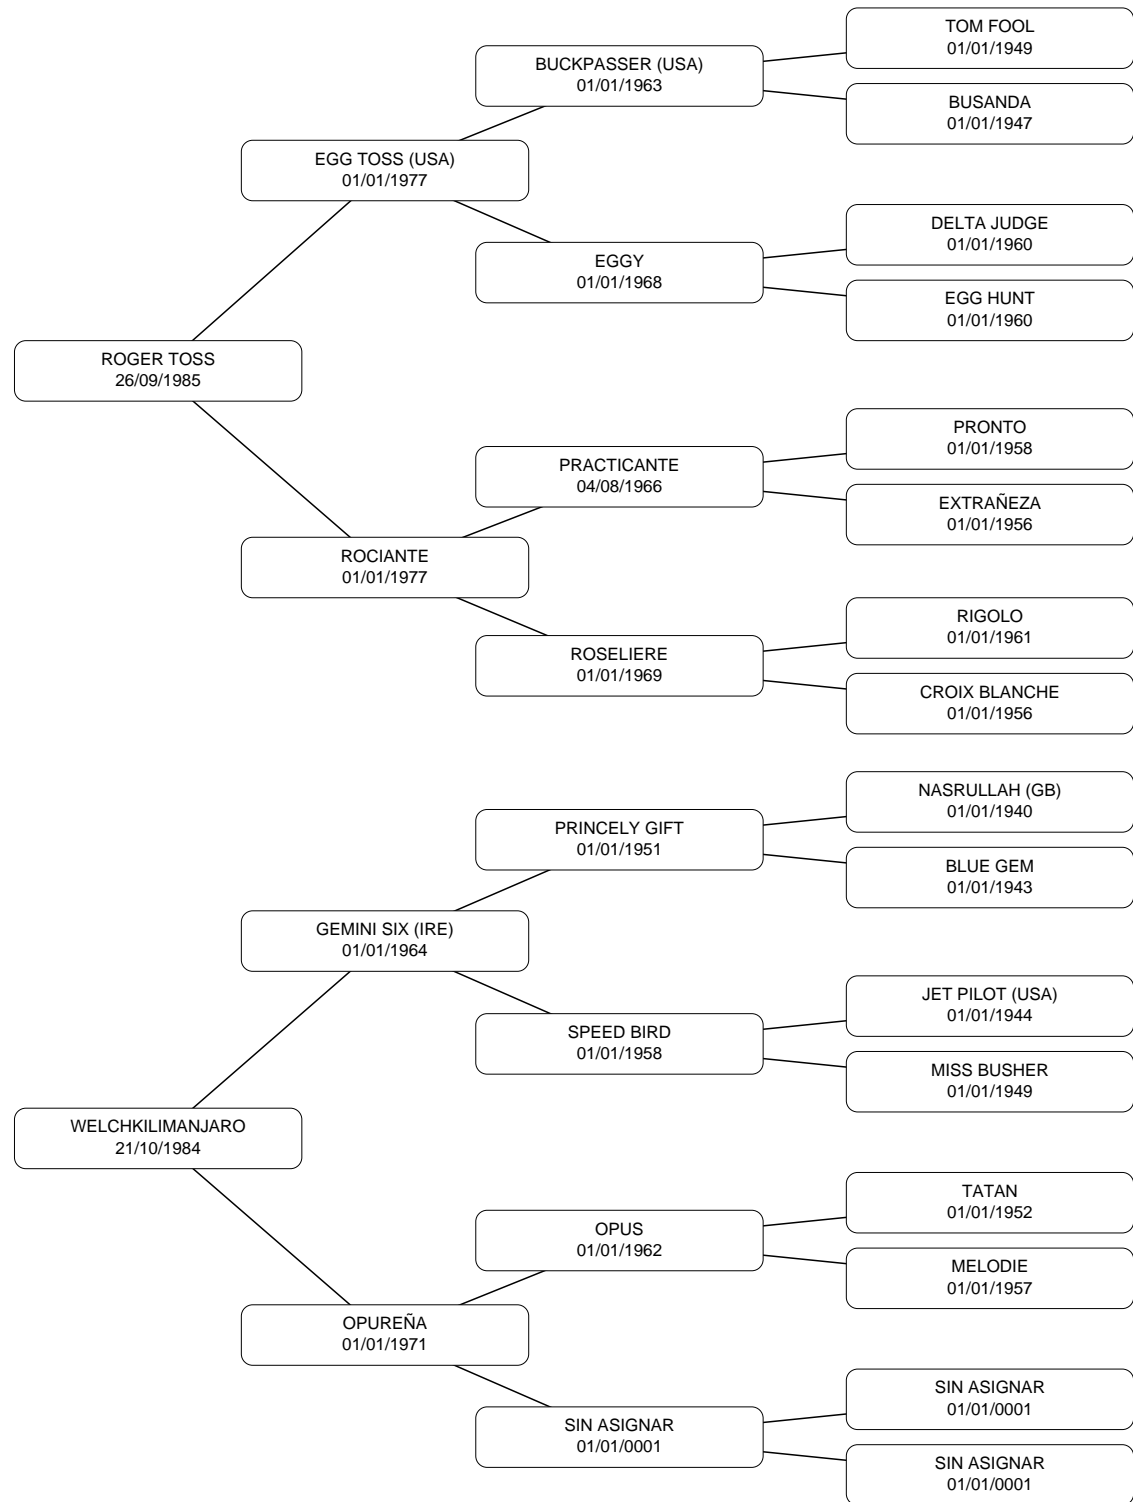 TOM FOOL
01/01/1949
BUCKPASSER (USA)
01/01/1963
BUSANDA
01/01/1947
EGG TOSS (USA)
01/01/1977
DELTA JUDGE
01/01/1960
EGGY
01/01/1968
EGG HUNT
01/01/1960
ROGER TOSS
26/09/1985
PRONTO
01/01/1958
PRACTICANTE
04/08/1966
EXTRAÑEZA
01/01/1956
ROCIANTE
01/01/1977
RIGOLO
01/01/1961
ROSELIERE
01/01/1969
CROIX BLANCHE
01/01/1956
NASRULLAH (GB)
01/01/1940
PRINCELY GIFT
01/01/1951
BLUE GEM
01/01/1943
GEMINI SIX (IRE)
01/01/1964
JET PILOT (USA)
01/01/1944
SPEED BIRD
01/01/1958
MISS BUSHER
01/01/1949
WELCHKILIMANJARO
21/10/1984
TATAN
01/01/1952
OPUS
01/01/1962
MELODIE
01/01/1957
OPUREÑA
01/01/1971
SIN ASIGNAR
01/01/0001
SIN ASIGNAR
01/01/0001
SIN ASIGNAR
01/01/0001